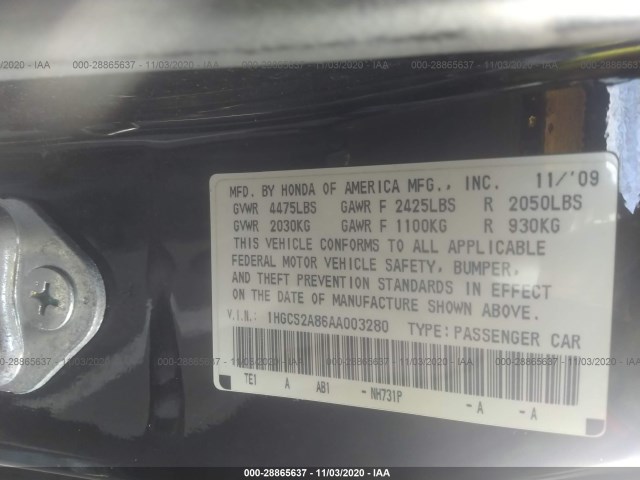 000-28865637 - 11/03/2020 - IAA
MFD. BY HONDA OF AMERICA MFG., INC. 11/'09
GVWR 4475LBS GAWR F 2425LBS R 2050LBS
GVWR 2030KG GAWR F 1100KG R 930KG
THIS VEHICLE CONFORMS TO ALL APPLICABLE
FEDERAL MOTOR VEHICLE SAFETY, BUMPER,
AND THEFT PREVENTION STANDARDS IN EFFECT
ON THE DATE OF MANUFACTURE SHOWN ABOVE.
V.I.N.: 1HGCS2A86AA003280 TYPE: PASSENGER CAR
TE1 A AB1 - NH731P - A - A
000-28865637 - 11/03/2020 - IAA